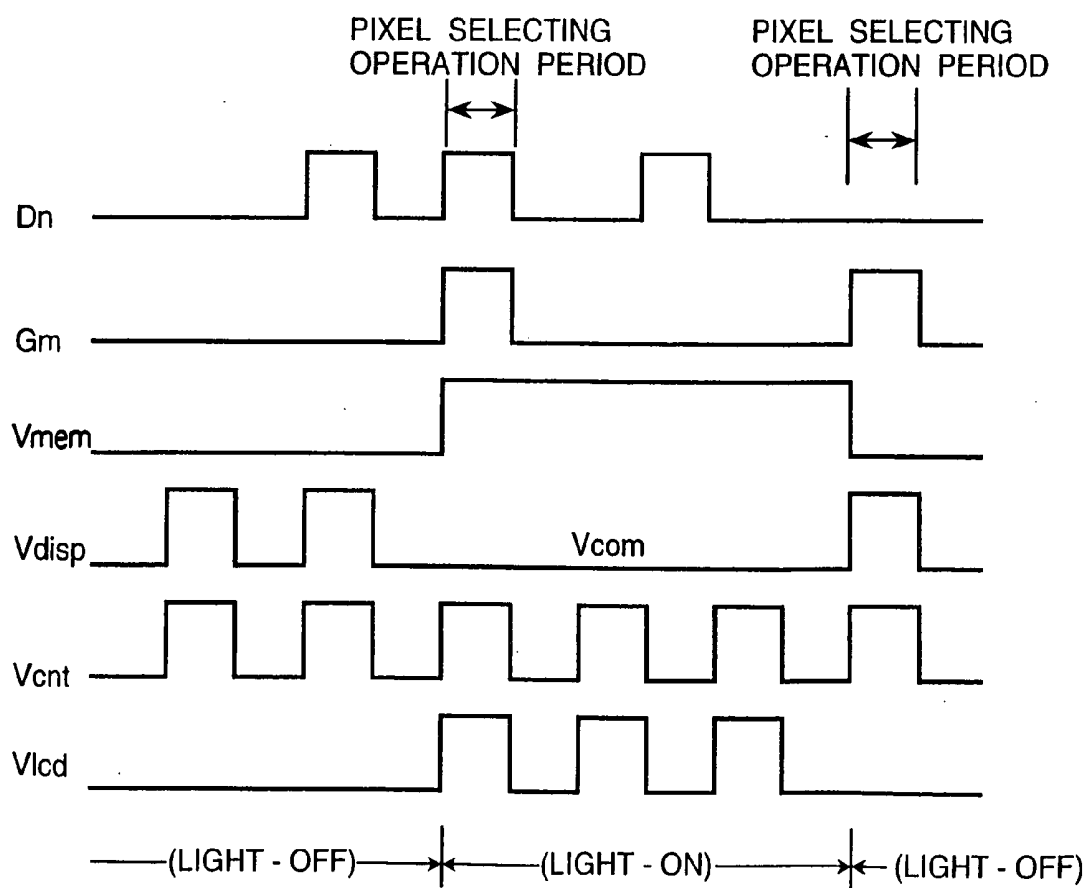 PIXEL SELECTING
OPERATION PERIOD
PIXEL SELECTING
OPERATION PERIOD
Dn
Gm
Vmem
Vdisp
Vcom
Vcnt
Vlcd
(LIGHT - OFF)
(LIGHT - ON)
(LIGHT - OFF)